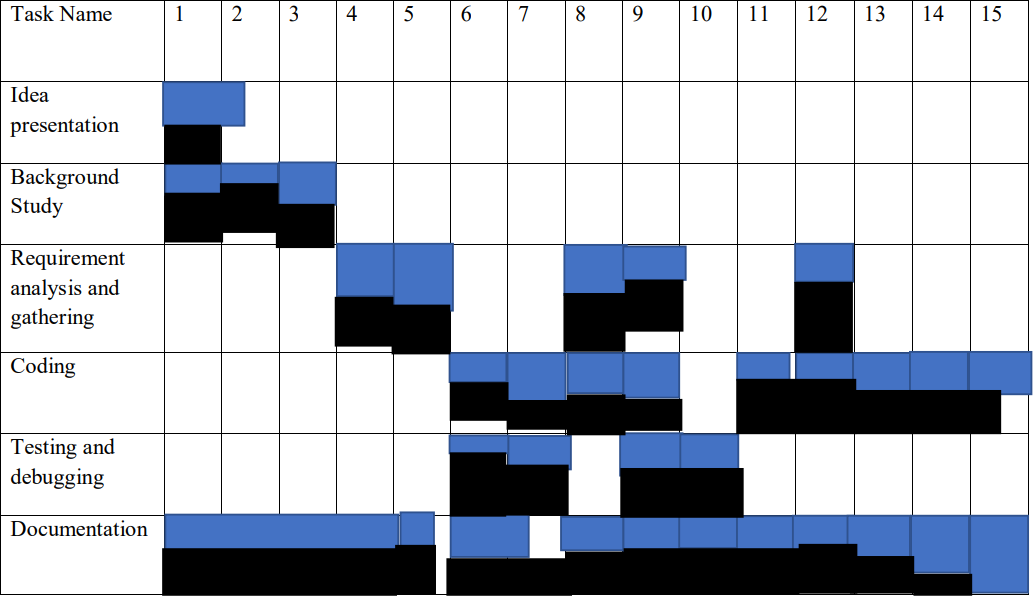 Task Name 1 2 3 4 5 6 7 8 9 10 11 12 13 14 15
Idea
presentation
Background
Study
Requirement
analysis and
gathering
Coding
Testing and
debugging
Documentation